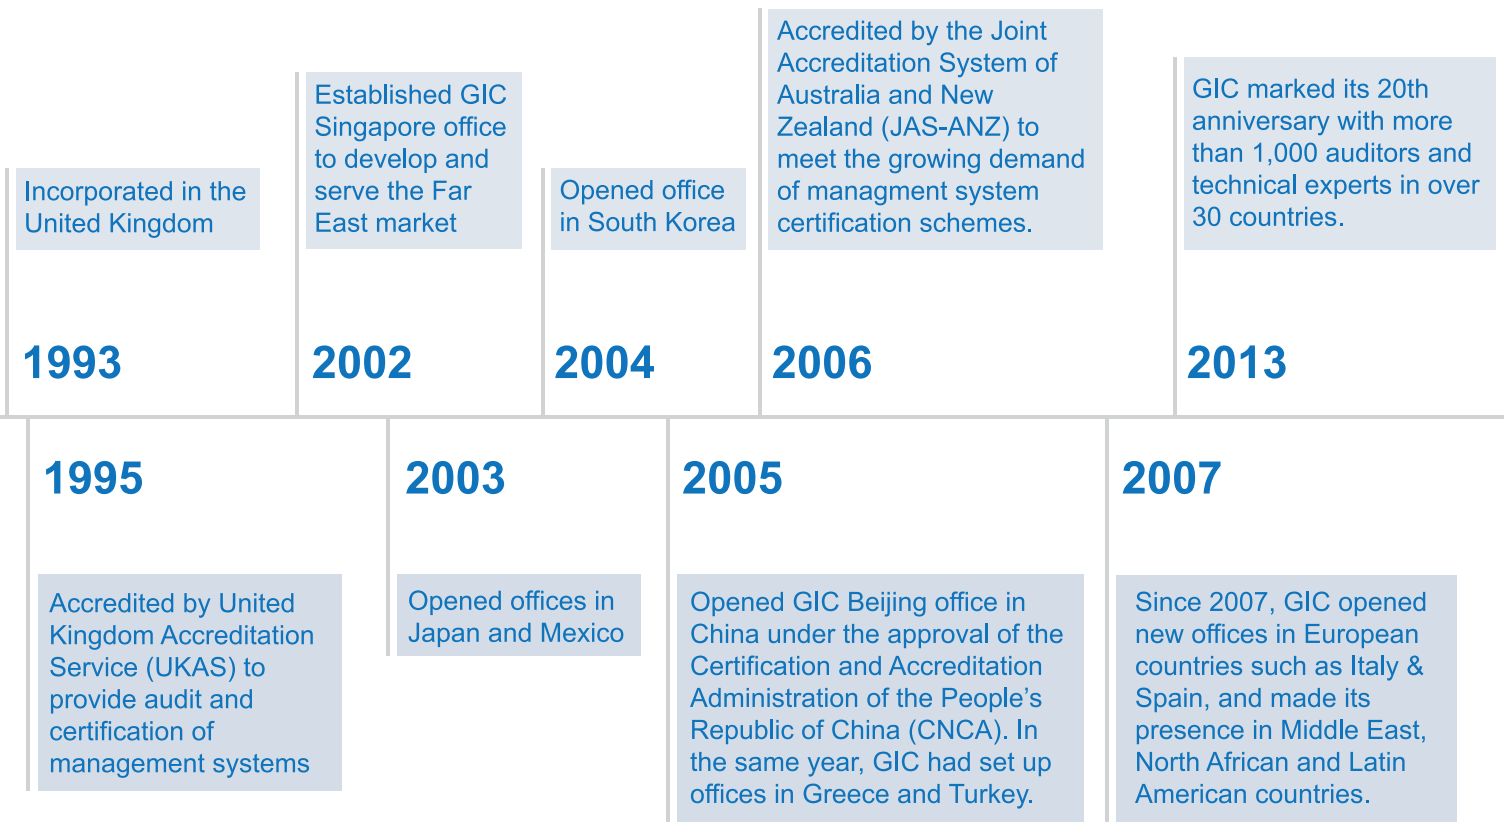 Incorporated in the
United Kingdom
1993
Established GIC
Singapore office
to develop and
serve the Far
East market
2002
Opened office
in South Korea
2004
Accredited by the Joint
Accreditation System of
Australia and New
Zealand (JAS-ANZ) to
meet the growing demand
of managment system
certification schemes.
2006
GIC marked its 20th
anniversary with more
than 1,000 auditors and
technical experts in over
30 countries.
2013
1995
Accredited by United
Kingdom Accreditation
Service (UKAS) to
provide audit and
certification of
management systems
2003
Opened offices in
Japan and Mexico
2005
Opened GIC Beijing office in
China under the approval of the
Certification and Accreditation
Administration of the People’s
Republic of China (CNCA). In
the same year, GIC had set up
offices in Greece and Turkey.
2007
Since 2007, GIC opened
new offices in European
countries such as Italy &
Spain, and made its
presence in Middle East,
North African and Latin
American countries.